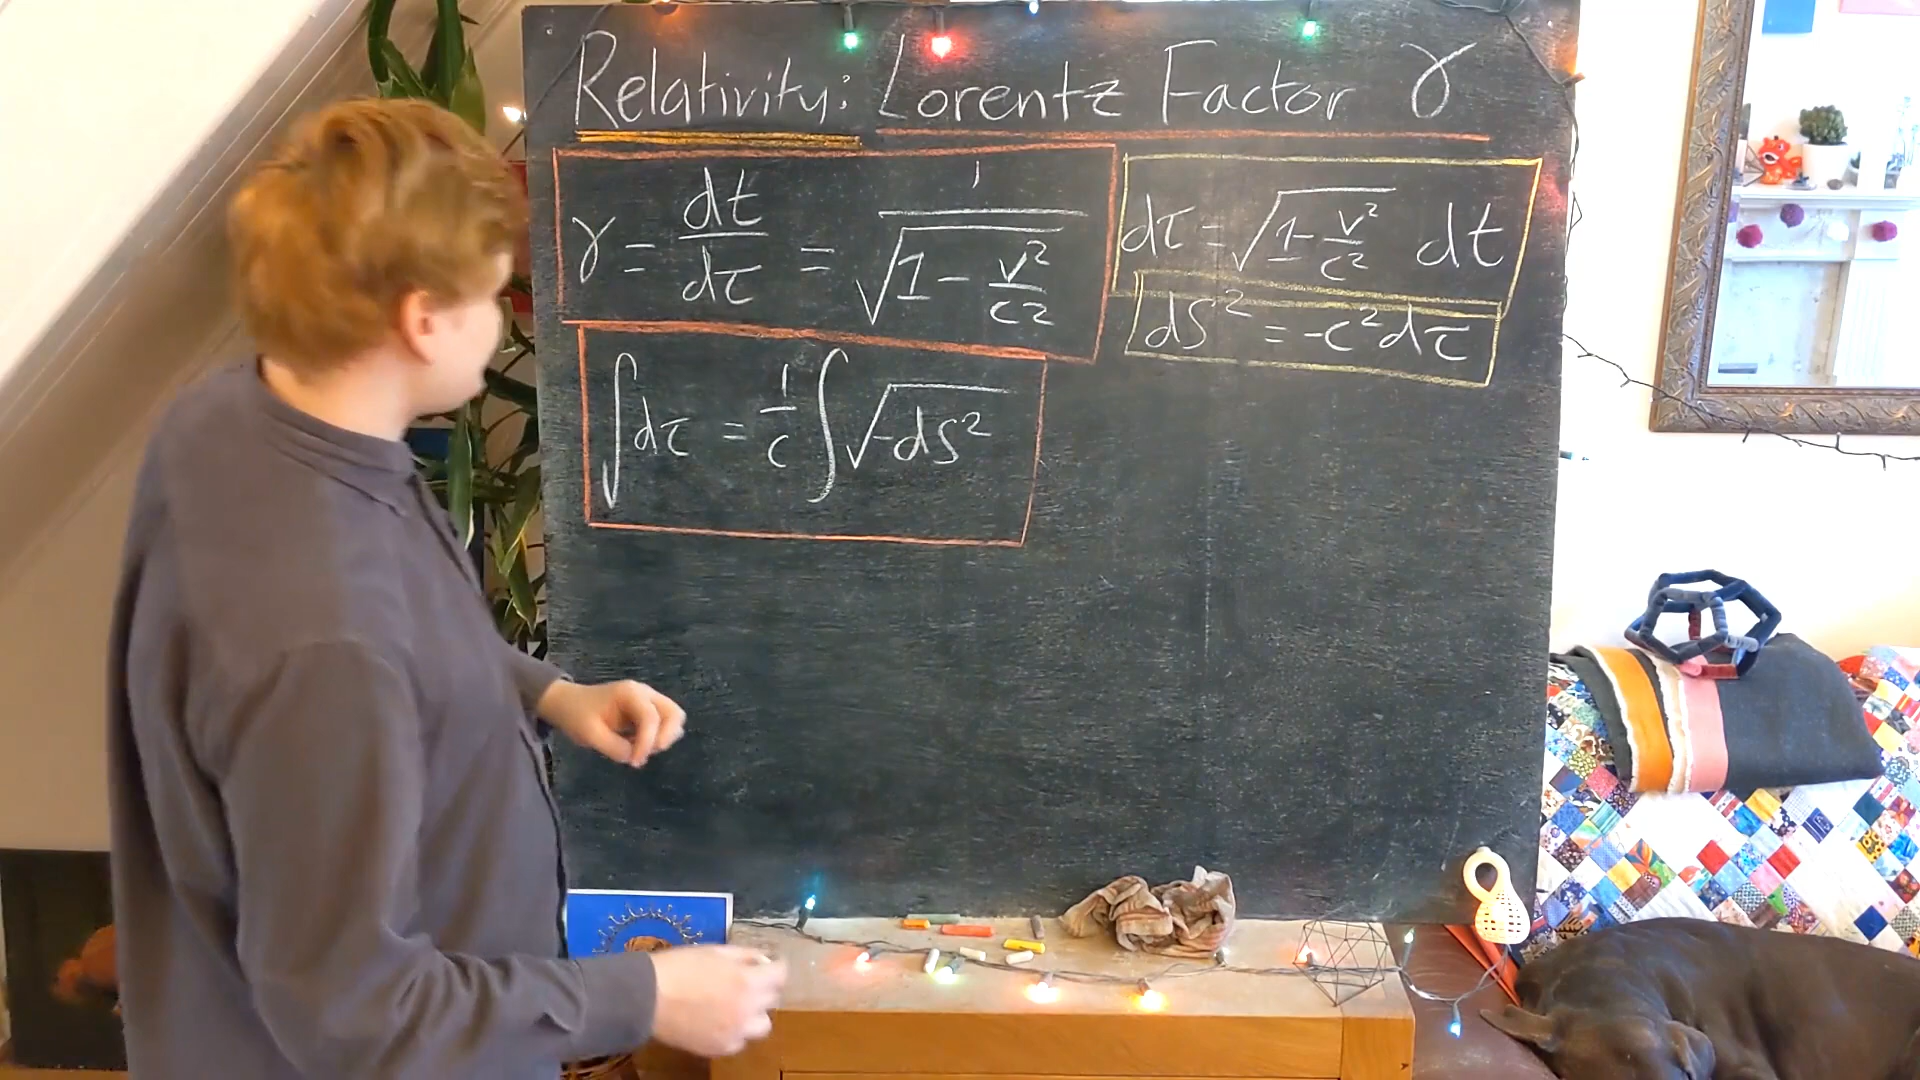 Relativity: Lorentz Factor γ
γ = dt/dτ = 1/√(1 - v²/c²)
dτ = √(1 - v²/c²) dt
ds² = -c²dτ
∫dτ = 1/c ∫√(-ds²)